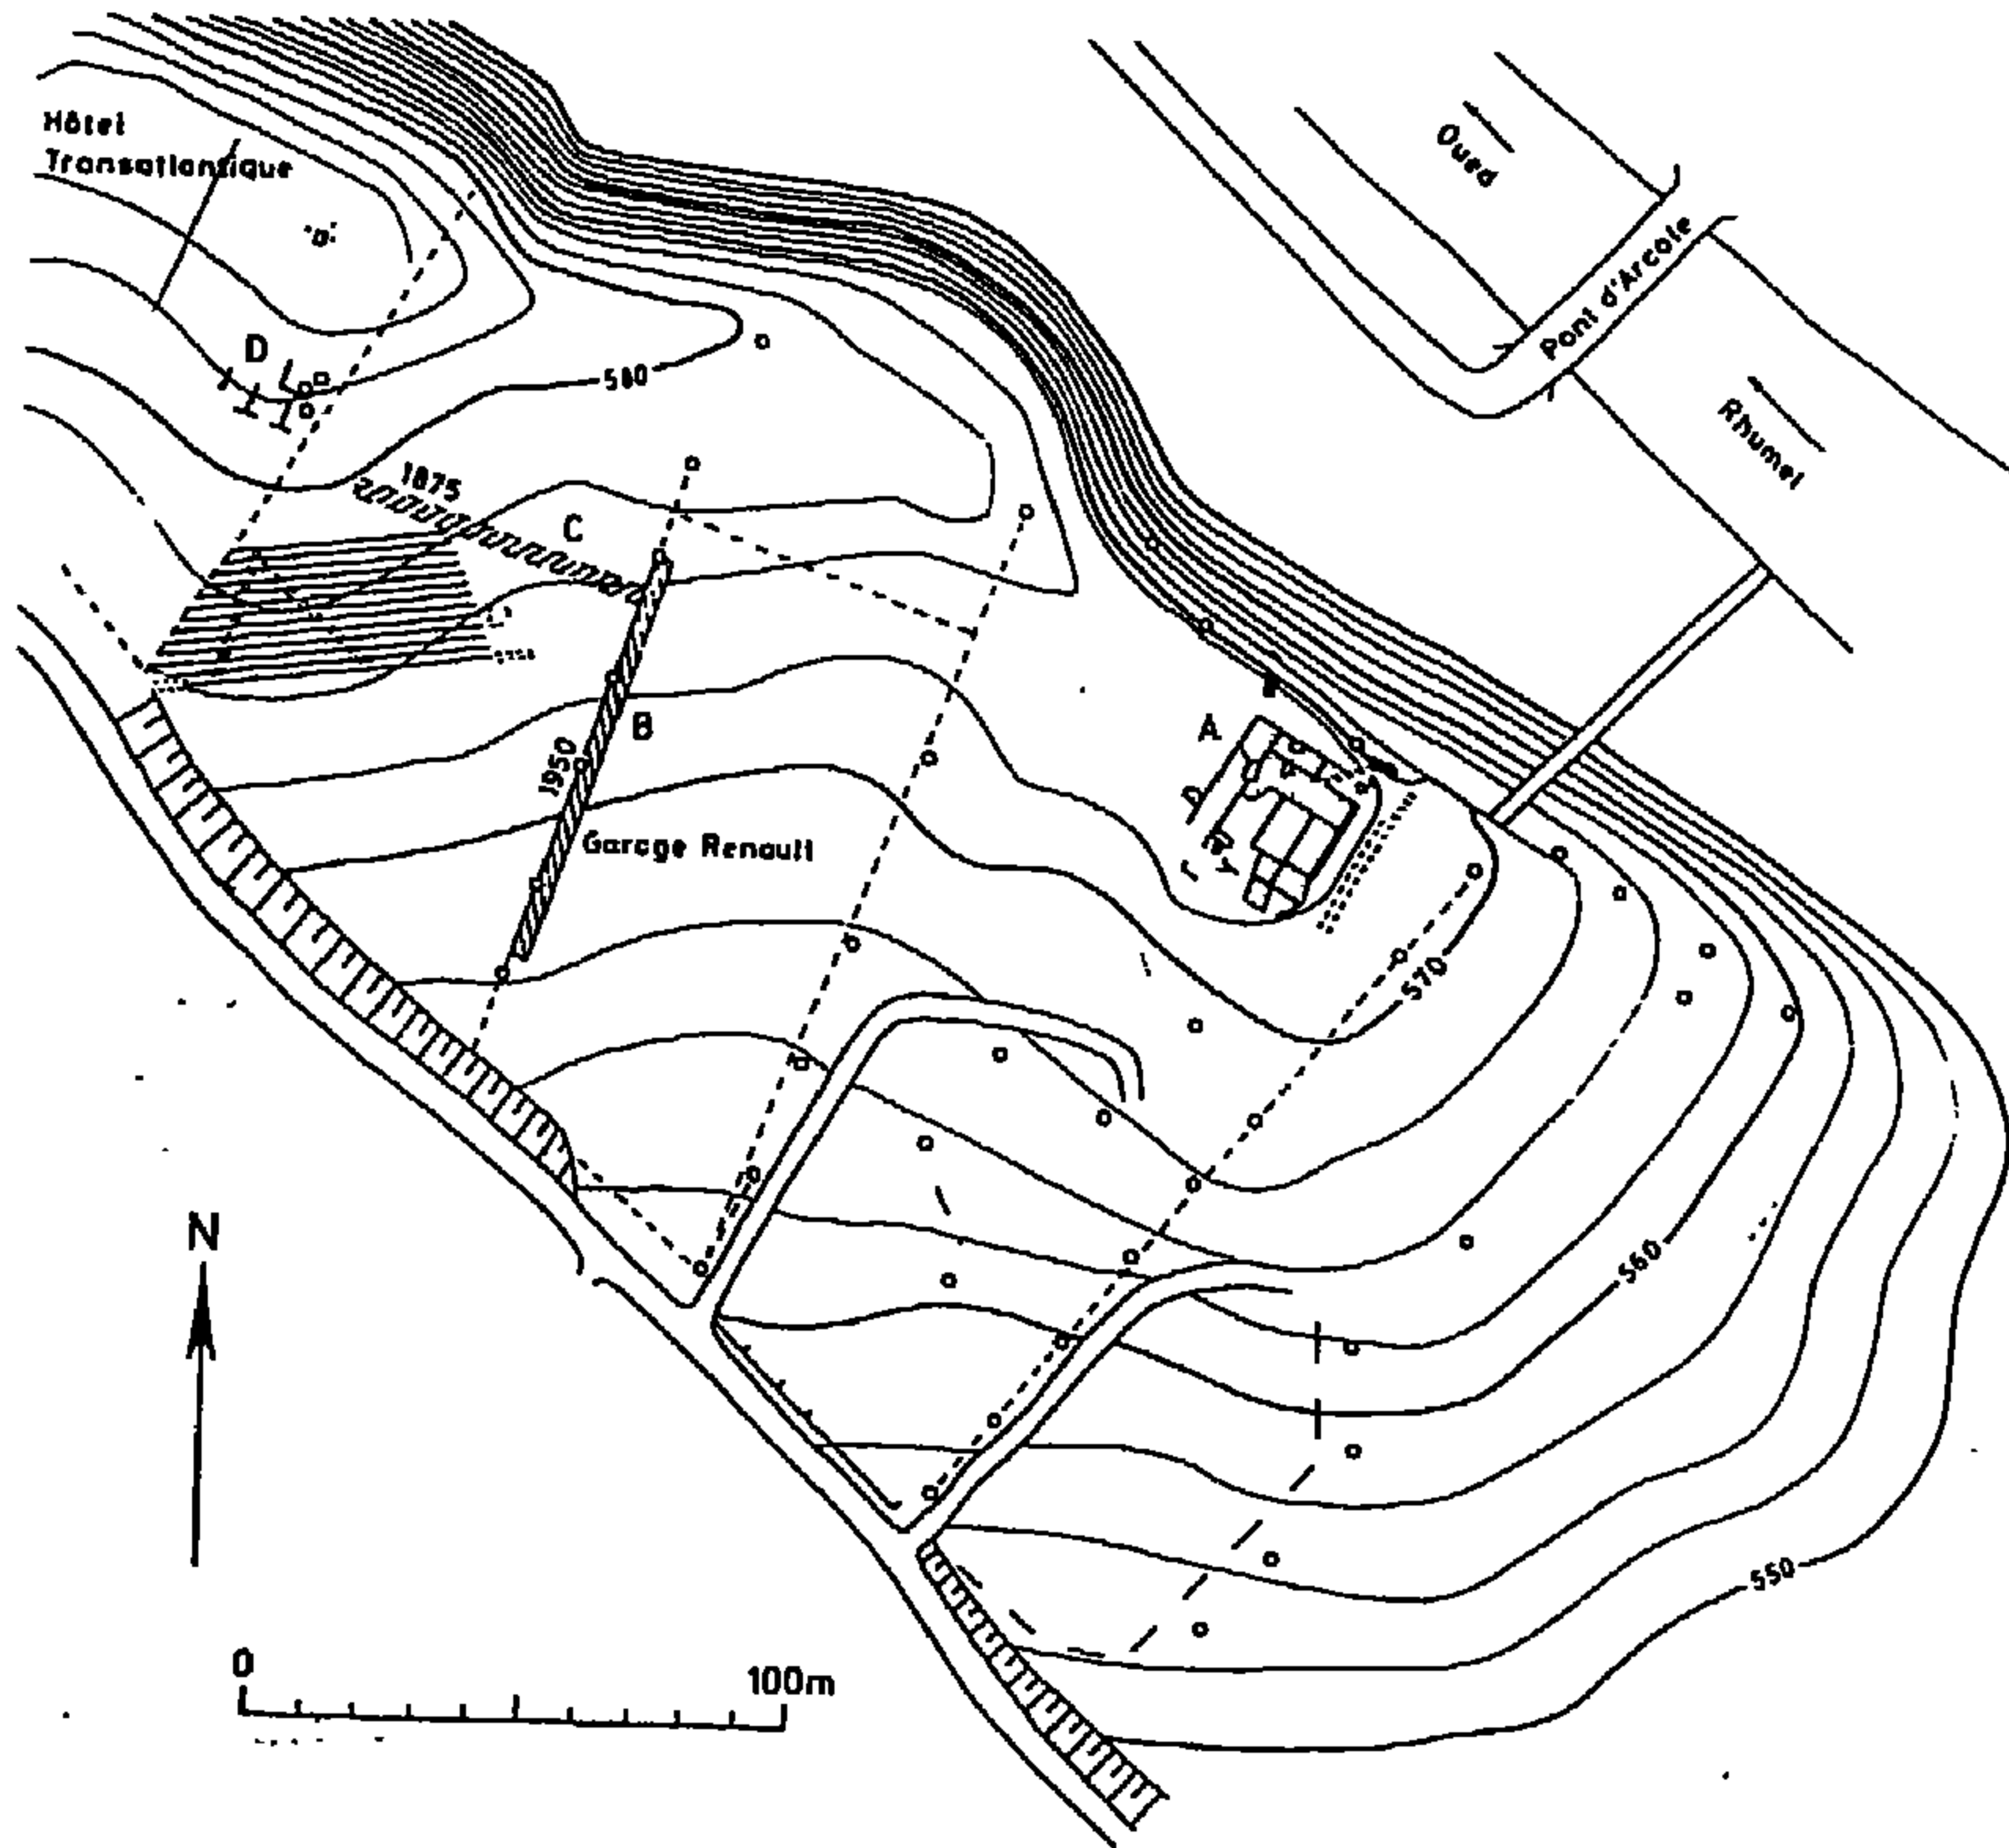 Hôtel
Transatlantique
Oued
Pont d'Arcole
Rhumel
D
580
1875
C
A
B
1950
Garage Renault
570
N
560
550
0
100m